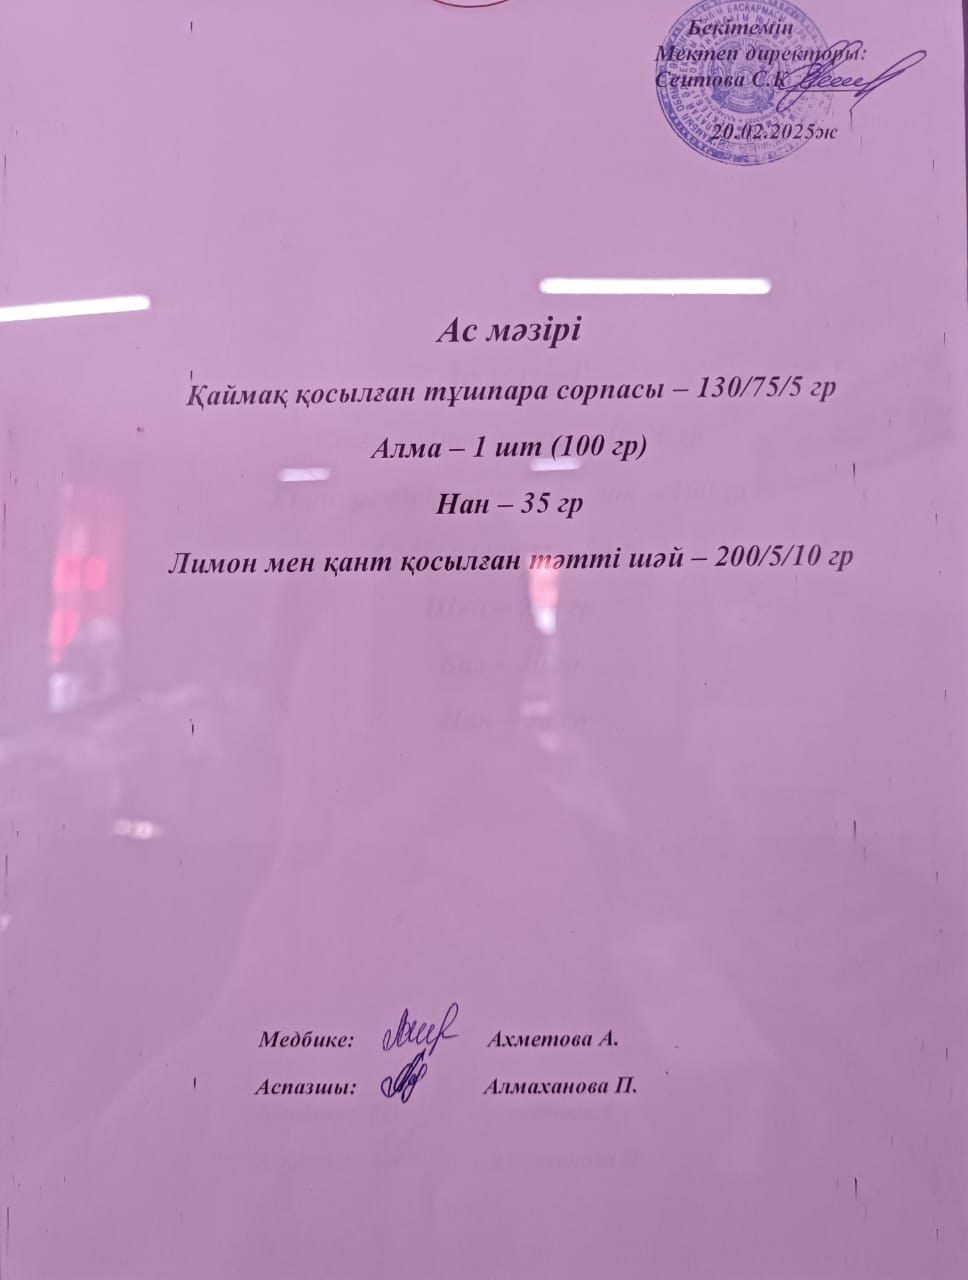 Бекітемін
Мектеп директоры:
Сеитова С.Қ
20.02.2025ж
Ас мәзірі
Қаймақ қосылған тұшпара сорпасы – 130/75/5 гр
Алма – 1 шт (100 гр)
Нан – 35 гр
Лимон мен қант қосылған тәтті шәй – 200/5/10 гр
Медбике: Ахметова А.
Аспазшы: Алмаханова П.